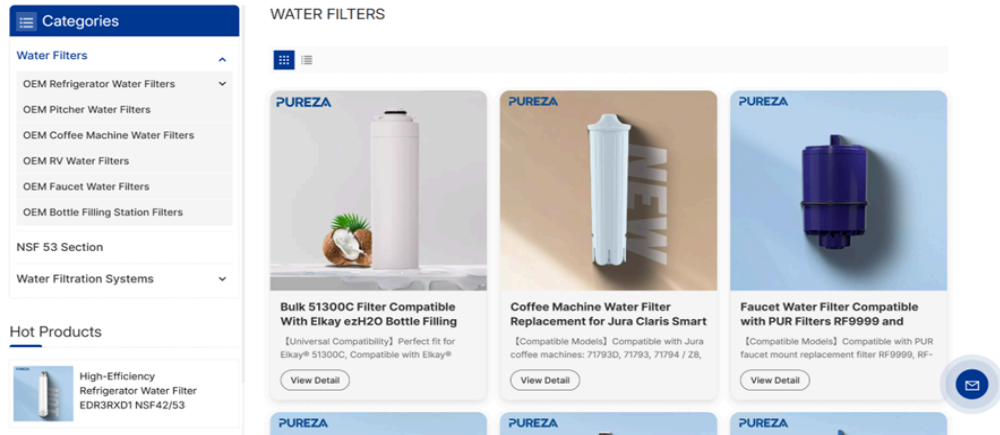 Categories
Water Filters
OEM Refrigerator Water Filters
OEM Pitcher Water Filters
OEM Coffee Machine Water Filters
OEM RV Water Filters
OEM Faucet Water Filters
OEM Bottle Filling Station Filters
NSF 53 Section
Water Filtration Systems
Hot Products
High-Efficiency
Refrigerator Water Filter
EDR3RXD1 NSF42/53
WATER FILTERS
PUREZA
Bulk 51300C Filter Compatible
With Elkay ezH2O Bottle Filling
【Universal Compatibility】Perfect fit for
Elkay® 51300C, Compatible with Elkay®
View Detail
PUREZA
NEW
Coffee Machine Water Filter
Replacement for Jura Claris Smart
【Compatible Models】Compatible with Jura
coffee machines: 71793D, 71793, 71794 / Z8,
View Detail
PUREZA
Faucet Water Filter Compatible
with PUR Filters RF9999 and
【Compatible Models】Compatible with PUR
faucet mount replacement filter RF9999, RF-
View Detail
PUREZA
PUREZA
PUREZA